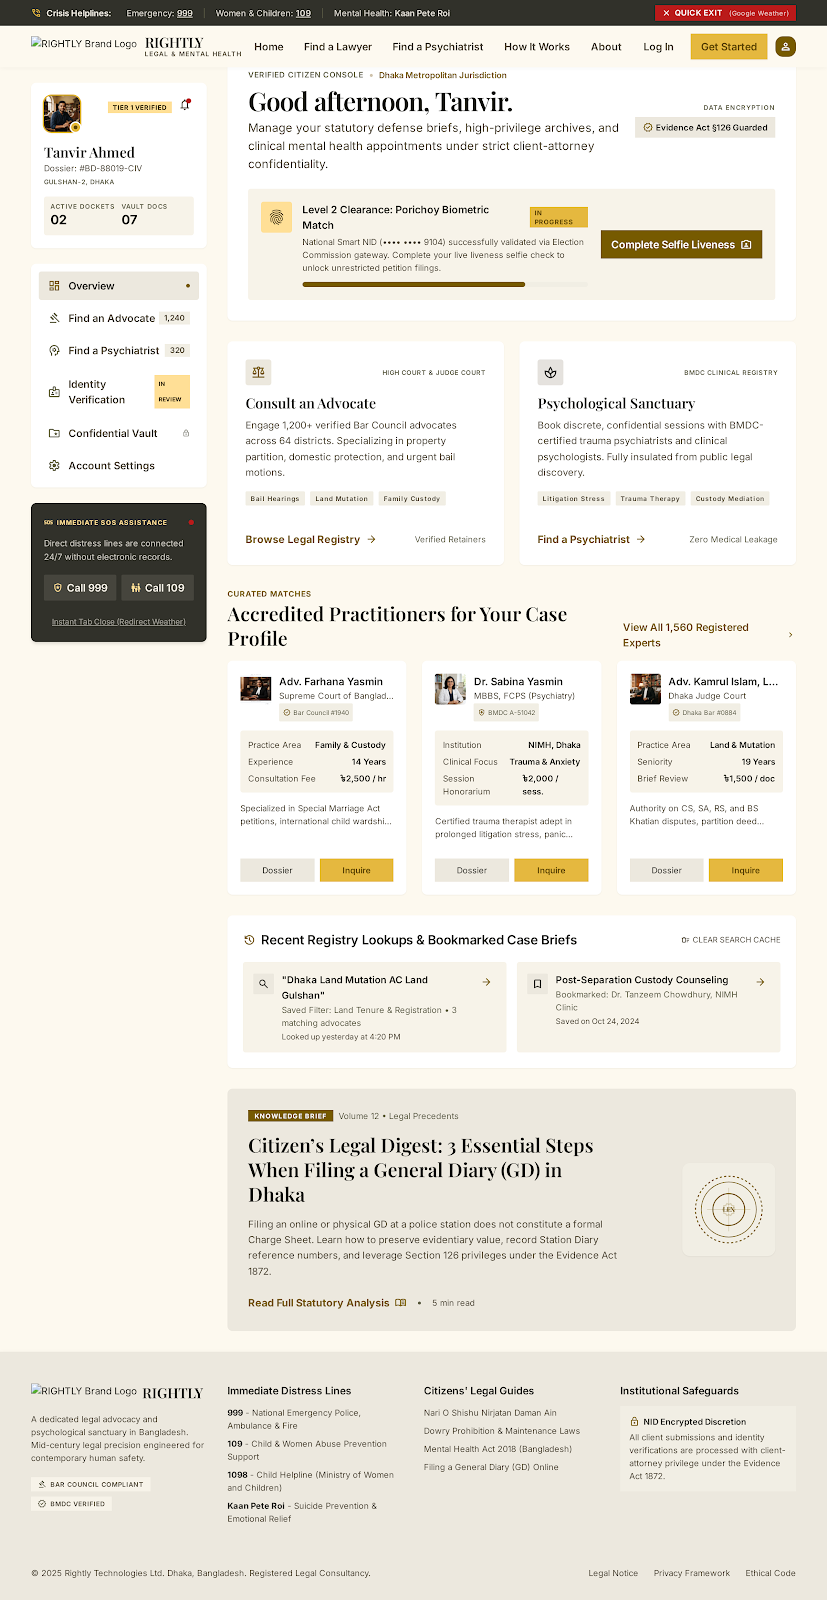 Crisis Helplines: Emergency: 999 Women & Children: 109 Mental Health: Kaan Pete Roi
QUICK EXIT (Google Weather)
RIGHTLY Brand Logo
RIGHTLY
LEGAL & MENTAL HEALTH
Home Find a Lawyer Find a Psychiatrist How It Works About Log In Get Started
TIER 1 VERIFIED
Tanvir Ahmed
Dossier: #BD-88019-CIV
GULSHAN-2, DHAKA
ACTIVE DOCKETS VAULT DOCS
02 07
Overview
Find an Advocate 1,240
Find a Psychiatrist 320
Identity
Verification
IN
REVIEW
Confidential Vault
Account Settings
SOS IMMEDIATE SOS ASSISTANCE
Direct distress lines are connected
24/7 without electronic records.
Call 999 Call 109
Instant Tab Close (Redirect Weather)
VERIFIED CITIZEN CONSOLE • Dhaka Metropolitan Jurisdiction
Good afternoon, Tanvir.
Manage your statutory defense briefs, high-privilege archives, and
clinical mental health appointments under strict client-attorney
confidentiality.
DATA ENCRYPTION
Evidence Act §126 Guarded
Level 2 Clearance: Porichoy Biometric
Match
IN
PROGRESS
National Smart NID (•••• •••• 9104) successfully validated via Election
Commission gateway. Complete your live liveness selfie check to
unlock unrestricted petition filings.
Complete Selfie Liveness
HIGH COURT & JUDGE COURT
Consult an Advocate
Engage 1,200+ verified Bar Council advocates
across 64 districts. Specializing in property
partition, domestic protection, and urgent bail
motions.
Bail Hearings Land Mutation Family Custody
Browse Legal Registry Verified Retainers
BMDC CLINICAL REGISTRY
Psychological Sanctuary
Book discrete, confidential sessions with BMDC-
certified trauma psychiatrists and clinical
psychologists. Fully insulated from public legal
discovery.
Litigation Stress Trauma Therapy Custody Mediation
Find a Psychiatrist Zero Medical Leakage
CURATED MATCHES
Accredited Practitioners for Your Case
Profile
View All 1,560 Registered
Experts
Adv. Farhana Yasmin
Supreme Court of Banglad...
Bar Council #1940
Practice Area Family & Custody
Experience 14 Years
Consultation Fee ৳2,500 / hr
Specialized in Special Marriage Act
petitions, international child wardshi...
Dossier Inquire
Dr. Sabina Yasmin
MBBS, FCPS (Psychiatry)
BMDC A-51042
Institution NIMH, Dhaka
Clinical Focus Trauma & Anxiety
Session
Honorarium
৳2,000 /
sess.
Certified trauma therapist adept in
prolonged litigation stress, panic...
Dossier Inquire
Adv. Kamrul Islam, L...
Dhaka Judge Court
Dhaka Bar #0884
Practice Area Land & Mutation
Seniority 19 Years
Brief Review ৳1,500 / doc
Authority on CS, SA, RS, and BS
Khatian disputes, partition deed...
Dossier Inquire
Recent Registry Lookups & Bookmarked Case Briefs
CLEAR SEARCH CACHE
"Dhaka Land Mutation AC Land
Gulshan"
Saved Filter: Land Tenure & Registration • 3
matching advocates
Looked up yesterday at 4:20 PM
Post-Separation Custody Counseling
Bookmarked: Dr. Tanzeem Chowdhury, NIMH
Clinic
Saved on Oct 24, 2024
KNOWLEDGE BRIEF Volume 12 • Legal Precedents
Citizen’s Legal Digest: 3 Essential Steps
When Filing a General Diary (GD) in
Dhaka
Filing an online or physical GD at a police station does not constitute a formal
Charge Sheet. Learn how to preserve evidentiary value, record Station Diary
reference numbers, and leverage Section 126 privileges under the Evidence Act
1872.
Read Full Statutory Analysis • 5 min read
LEX
RIGHTLY Brand Logo RIGHTLY
A dedicated legal advocacy and
psychological sanctuary in Bangladesh.
Mid-century legal precision engineered for
contemporary human safety.
BAR COUNCIL COMPLIANT
BMDC VERIFIED
Immediate Distress Lines
999 - National Emergency Police,
Ambulance & Fire
109 - Child & Women Abuse Prevention
Support
1098 - Child Helpline (Ministry of Women
and Children)
Kaan Pete Roi - Suicide Prevention &
Emotional Relief
Citizens' Legal Guides
Nari O Shishu Nirjatan Daman Ain
Dowry Prohibition & Maintenance Laws
Mental Health Act 2018 (Bangladesh)
Filing a General Diary (GD) Online
Institutional Safeguards
NID Encrypted Discretion
All client submissions and identity
verifications are processed with client-
attorney privilege under the Evidence
Act 1872.
© 2025 Rightly Technologies Ltd. Dhaka, Bangladesh. Registered Legal Consultancy.
Legal Notice Privacy Framework Ethical Code